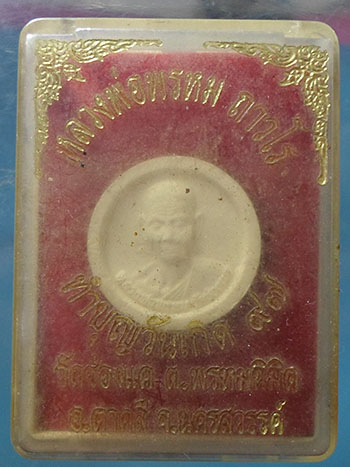 หลวงพ่อพรหม ถาวโร
ทำบุญวันเกิด ๙๗
วัดช่องแค ต.พรหมนิมิต
อ.ตาคลี จ.นครสวรรค์